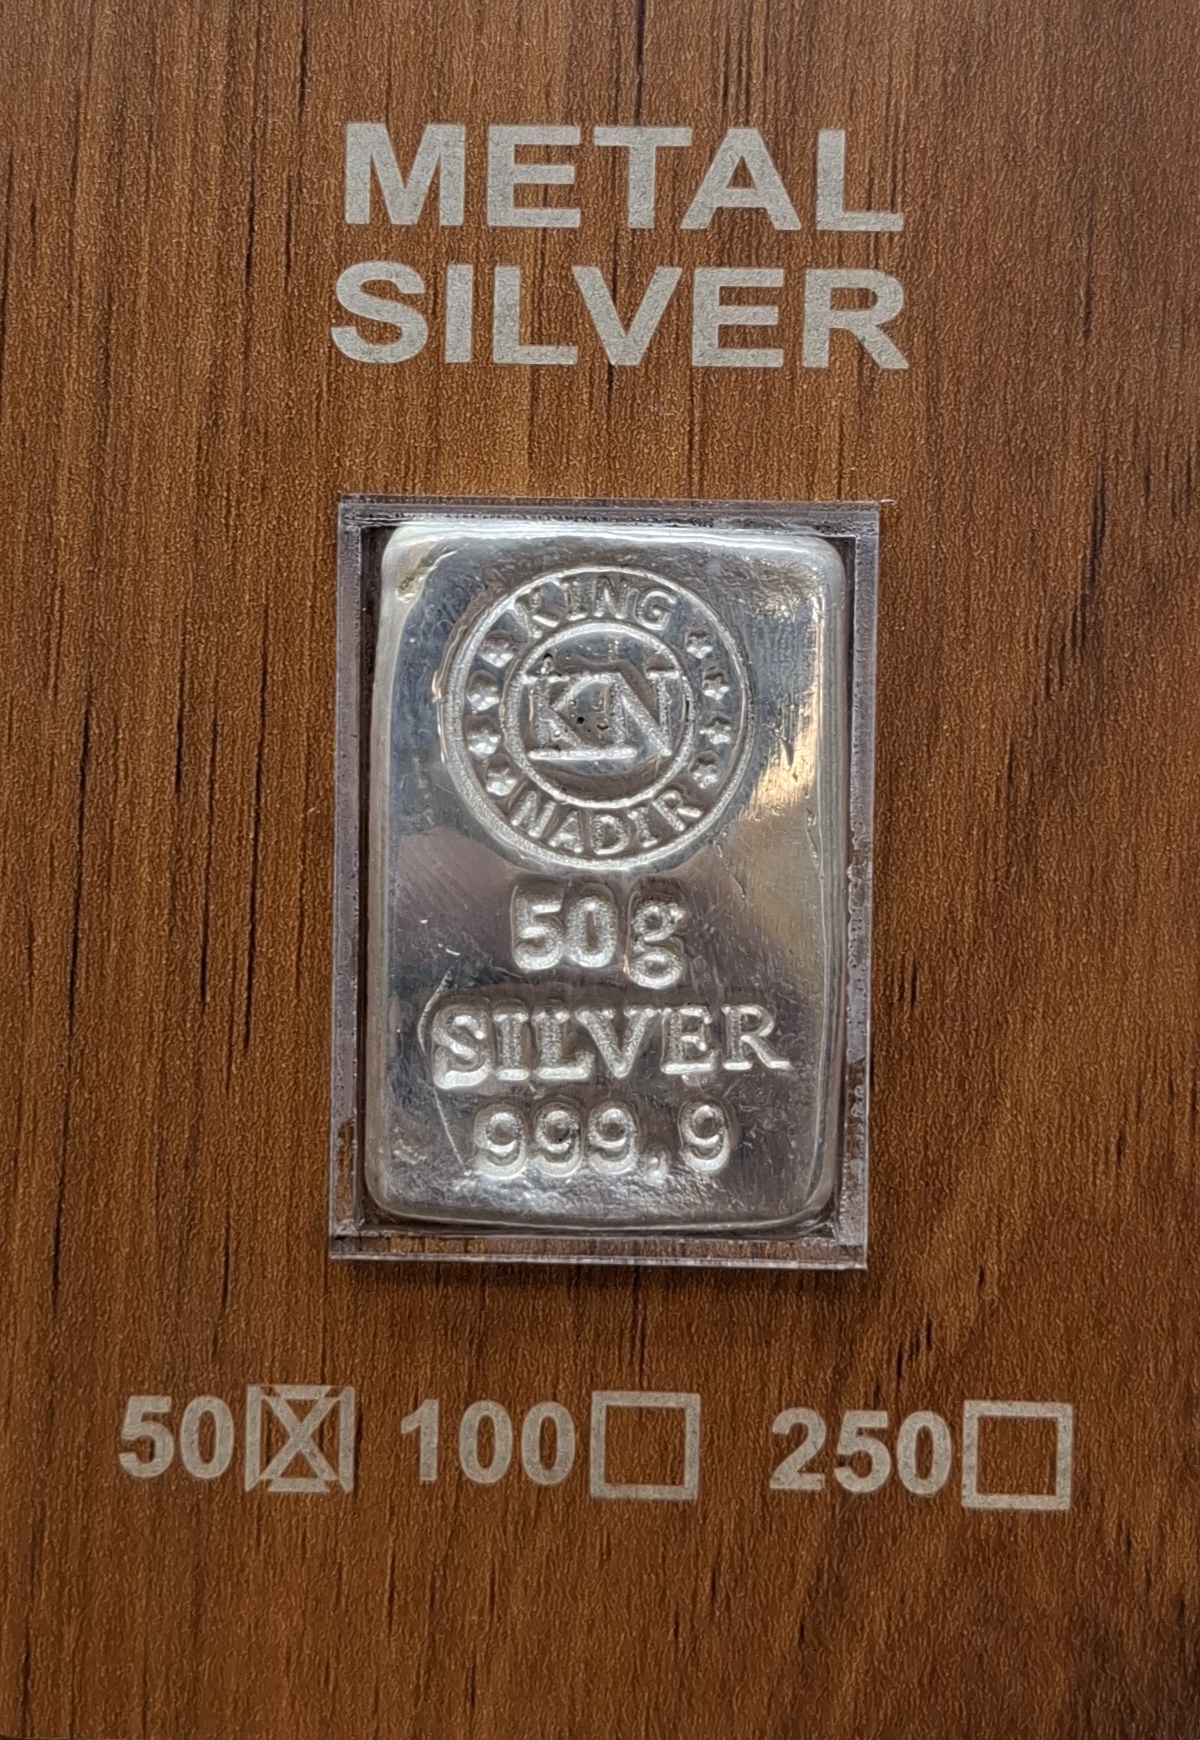 METAL
SILVER
KING
KN
NADIR
50g
SILVER
999,9
50☒ 100☐ 250☐